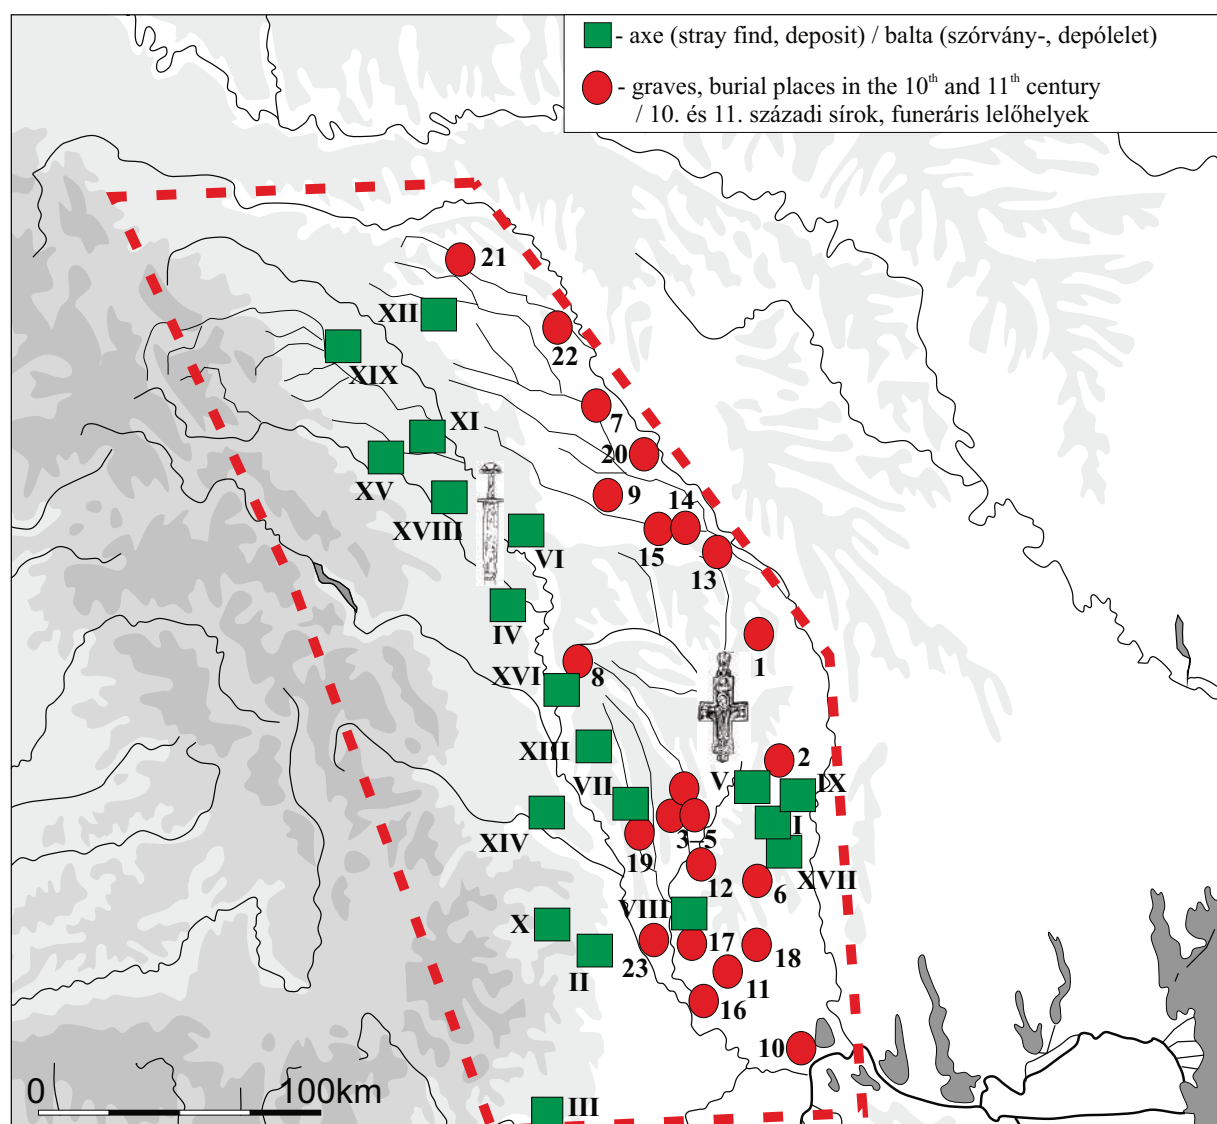 - axe (stray find, deposit) / balta (szórvány-, depólelet)
- graves, burial places in the 10th and 11th century
/ 10. és 11. századi sírok, funeráris lelőhelyek
21
XII
22
XIX
7
XI
20
XV
9
14
XVIII
VI
15
13
IV
1
XVI
8
XIII
2
VII
V
IX
I
XIV
3–5
19
12
XVII
6
VIII
X
17
18
II
23
11
16
10
0
100km
III